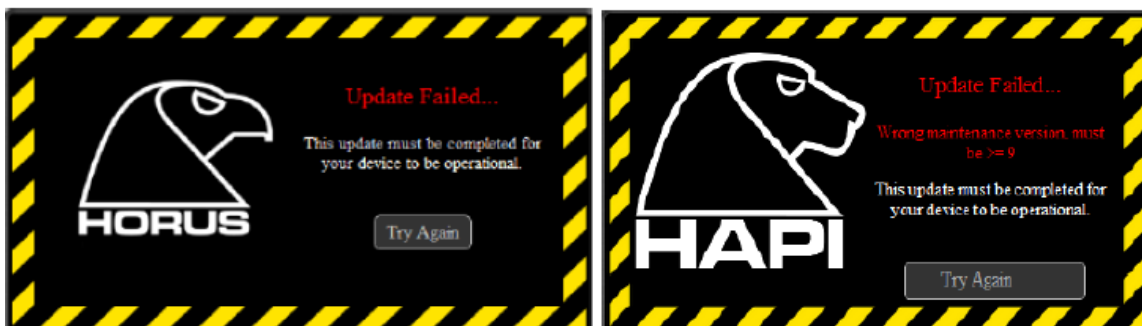 Update Failed...
This update must be completed for
your device to be operational.
HORUS
Try Again
Update Failed...
Wrong maintenance version, must
be >= 9
This update must be completed for
your device to be operational.
HAPI
Try Again